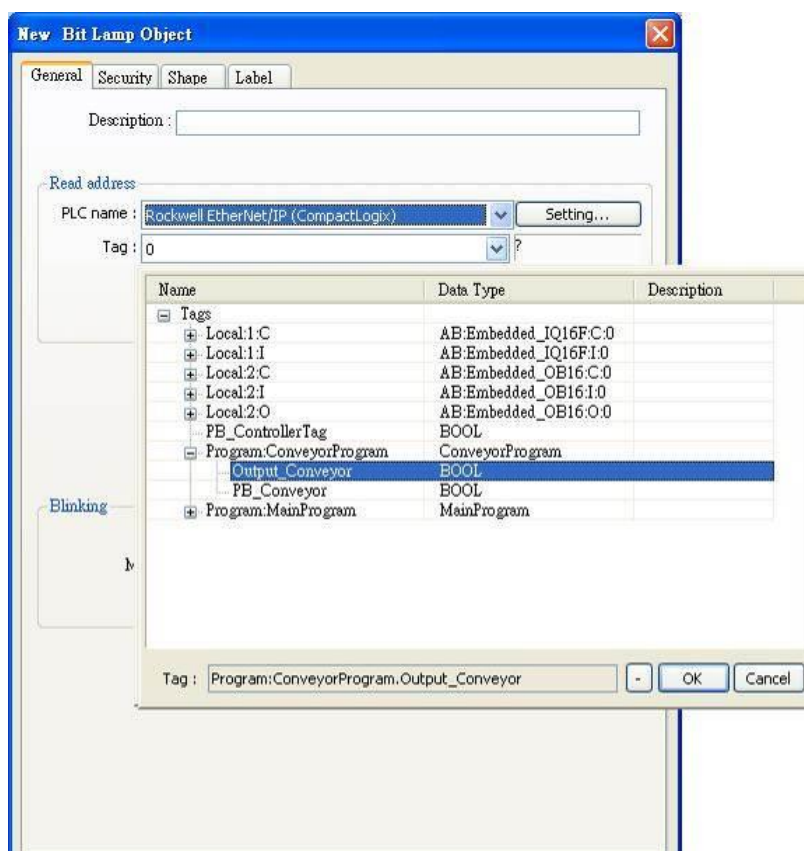 New Bit Lamp Object
General Security Shape Label
Description :
Read address
PLC name : Rockwell EtherNet/IP (CompactLogix) Setting...
Tag : 0 ?
Name Data Type Description
Tags
Local:1:C AB:Embedded_IQ16F:C:0
Local:1:I AB:Embedded_IQ16F:I:0
Local:2:C AB:Embedded_OB16:C:0
Local:2:I AB:Embedded_OB16:I:0
Local:2:O AB:Embedded_OB16:O:0
PB_ControllerTag BOOL
Program:ConveyorProgram ConveyorProgram
Output_Conveyor BOOL
PB_Conveyor BOOL
Blinking
Program:MainProgram MainProgram
Tag : Program:ConveyorProgram.Output_Conveyor - OK Cancel